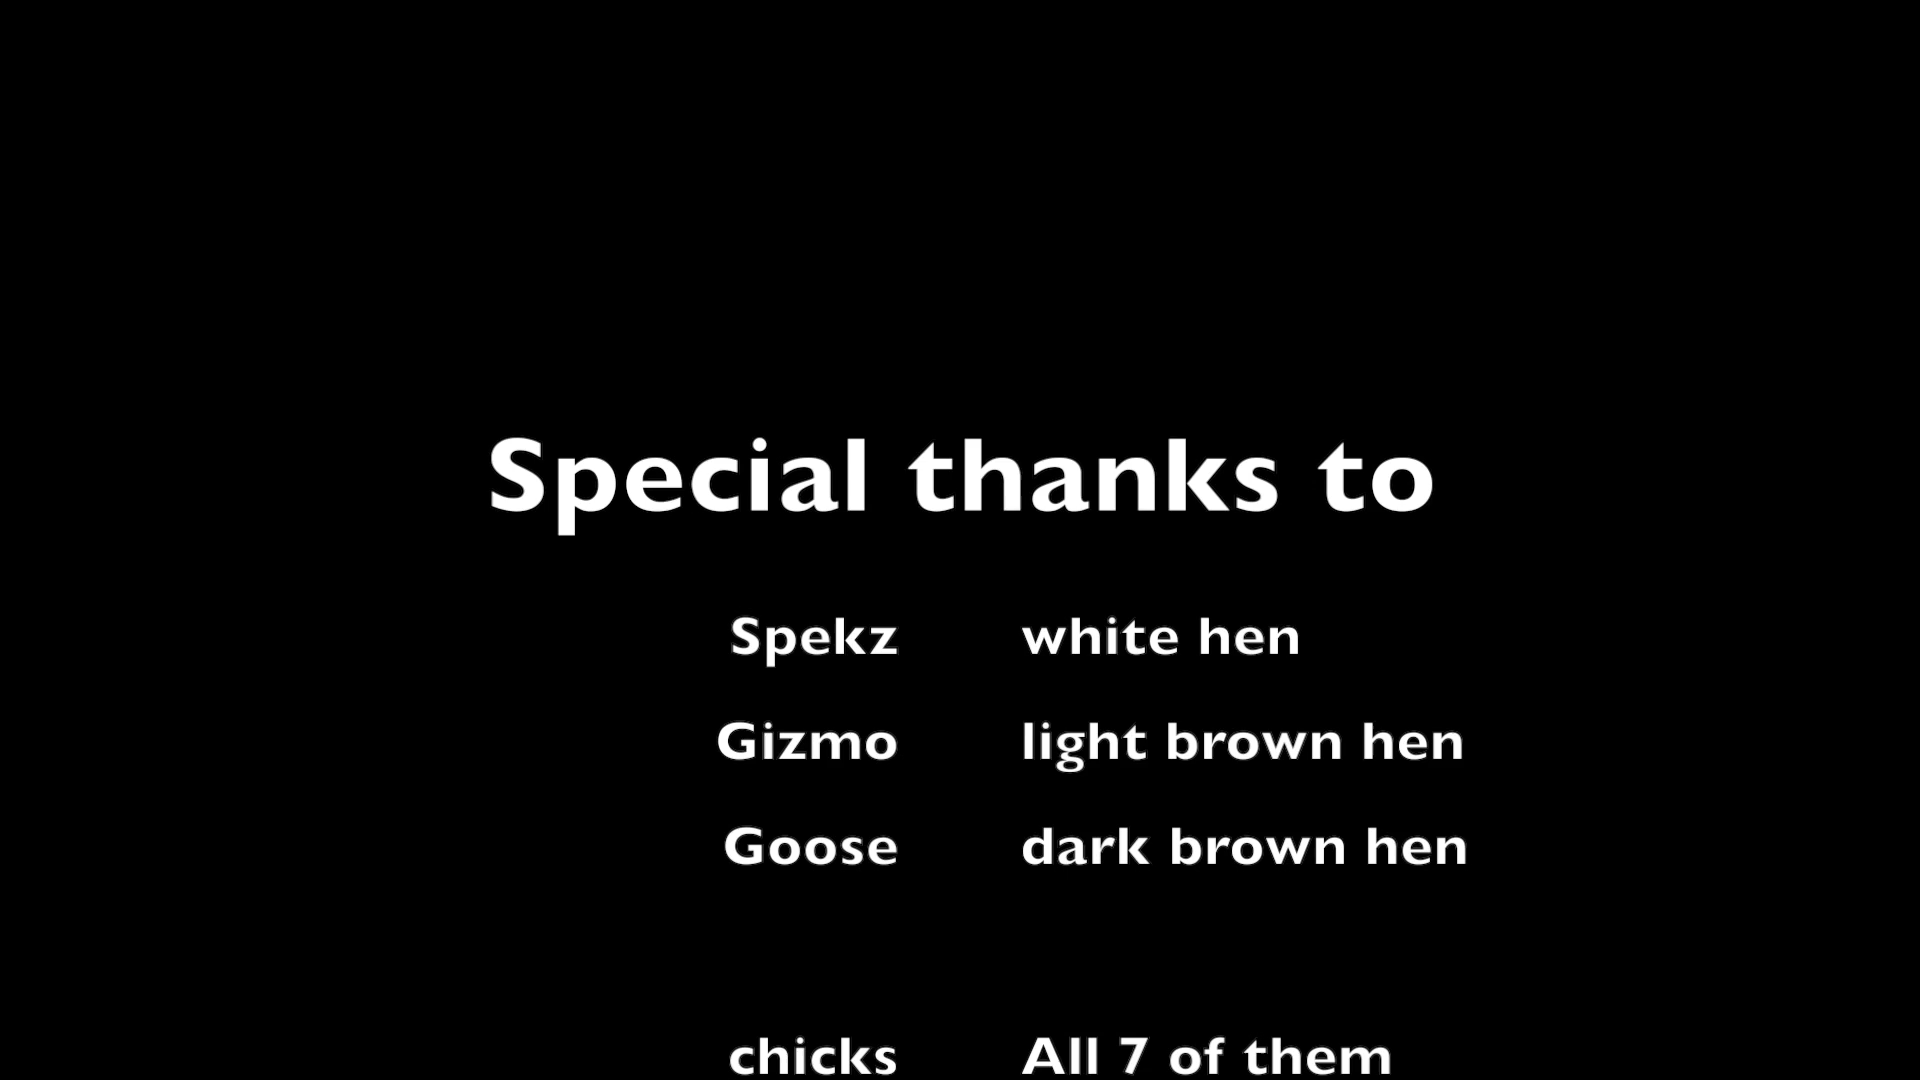 Special thanks to
Spekz white hen
Gizmo light brown hen
Goose dark brown hen
chicks All 7 of them